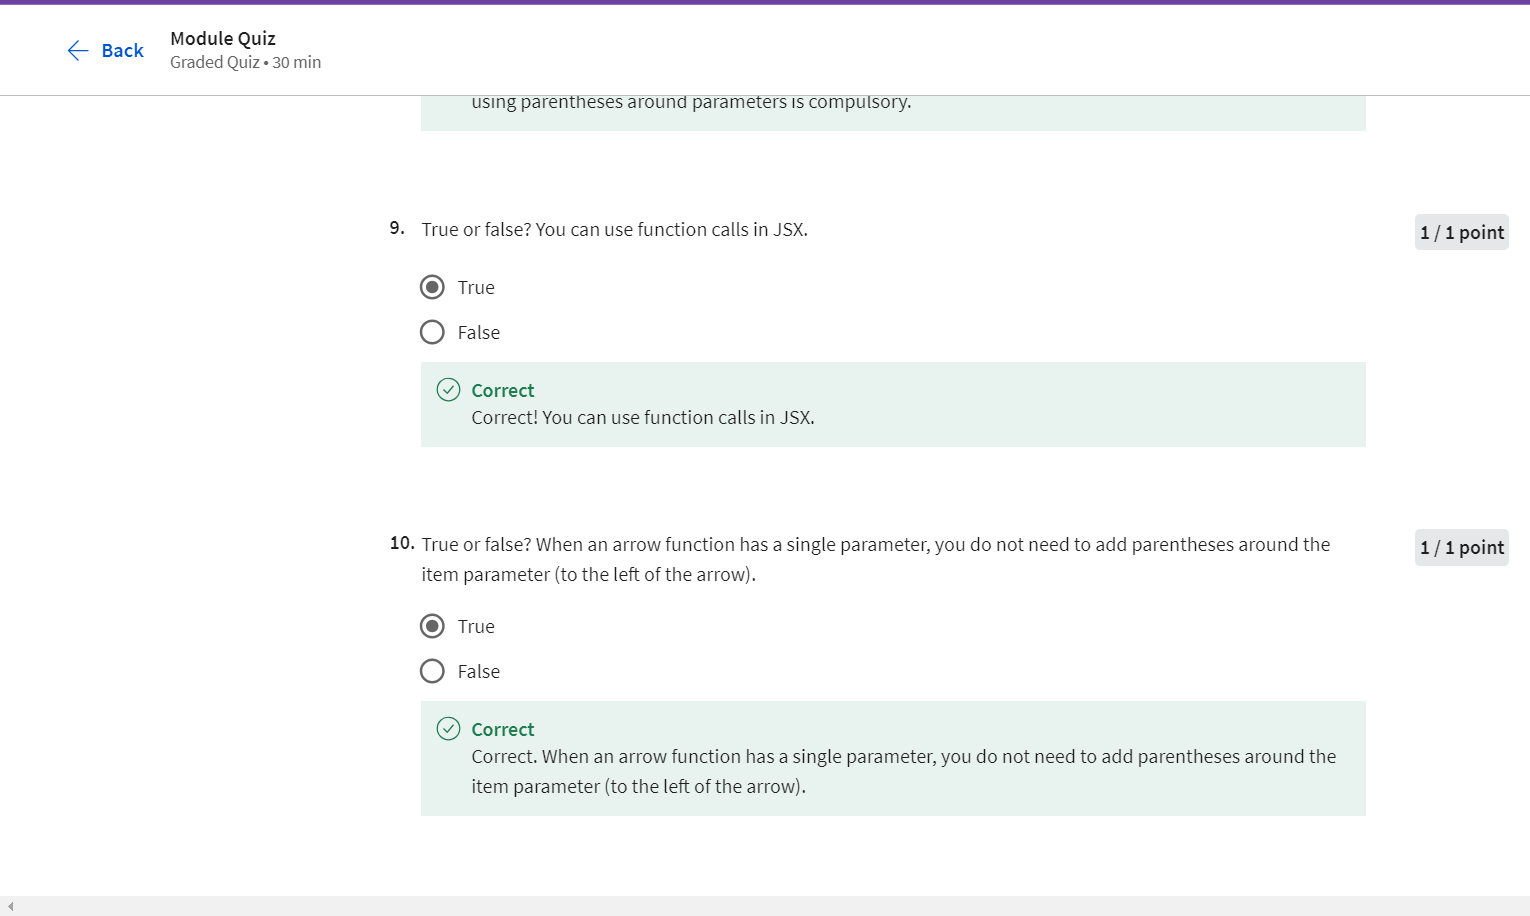 Back
Module Quiz
Graded Quiz • 30 min
using parentheses around parameters is compulsory.
9. True or false? You can use function calls in JSX.
1 / 1 point
True
False
Correct
Correct! You can use function calls in JSX.
10. True or false? When an arrow function has a single parameter, you do not need to add parentheses around the
item parameter (to the left of the arrow).
1 / 1 point
True
False
Correct
Correct. When an arrow function has a single parameter, you do not need to add parentheses around the
item parameter (to the left of the arrow).